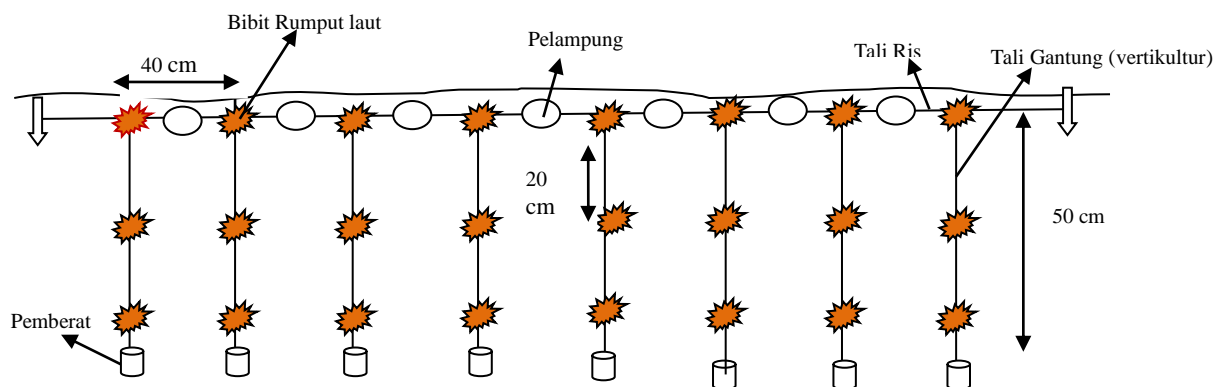 Bibit Rumput laut
Pelampung
Tali Ris
Tali Gantung (vertikultur)
40 cm
20
cm
50 cm
Pemberat